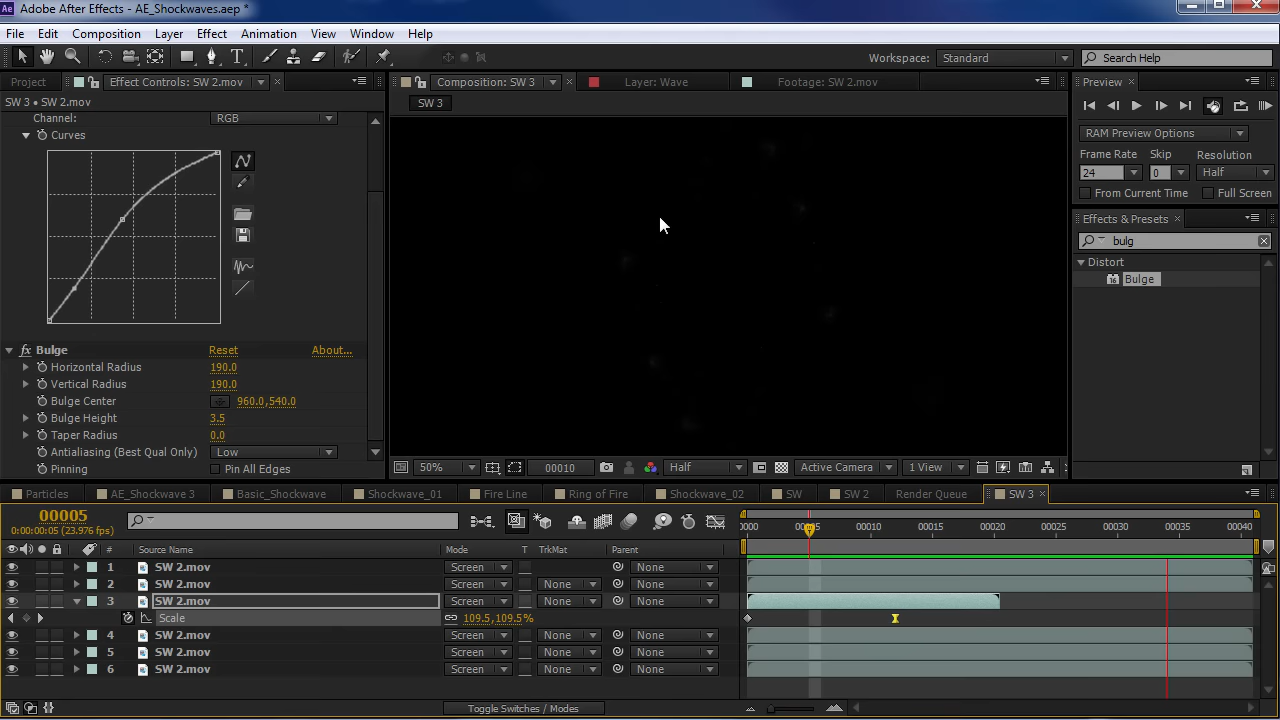 Ae Adobe After Effects - AE_Shockwaves.aep *
File Edit Composition Layer Effect Animation View Window Help
Workspace: Standard Search Help
Project Effect Controls: SW 2.mov Composition: SW 3 Layer: Wave Footage: SW 2.mov Preview
SW 3 • SW 2.mov SW 3
Channel: RGB
Curves
RAM Preview Options
Frame Rate Skip Resolution
24 0 Half
From Current Time Full Screen
Effects & Presets
bulg
Distort
16 Bulge
fx Bulge Reset About...
Horizontal Radius 190.0
Vertical Radius 190.0
Bulge Center 960.0,540.0
Bulge Height 3.5
Taper Radius 0.0
Antialiasing (Best Qual Only) Low
Pinning Pin All Edges
50% 00010 Half Active Camera 1 View
Particles AE_Shockwave 3 Basic_Shockwave Shockwave_01 Fire Line Ring of Fire Shockwave_02 SW SW 2 Render Queue SW 3
00005
0:00:00:05 (23.976 fps)
0000 00005 00010 00015 00020 00025 00030 00035 00040
# Source Name Mode T TrkMat Parent
1 SW 2.mov Screen None
2 SW 2.mov Screen None None
3 SW 2.mov Screen None None
Scale 109.5,109.5%
4 SW 2.mov Screen None None
5 SW 2.mov Screen None None
6 SW 2.mov Screen None None
Toggle Switches / Modes